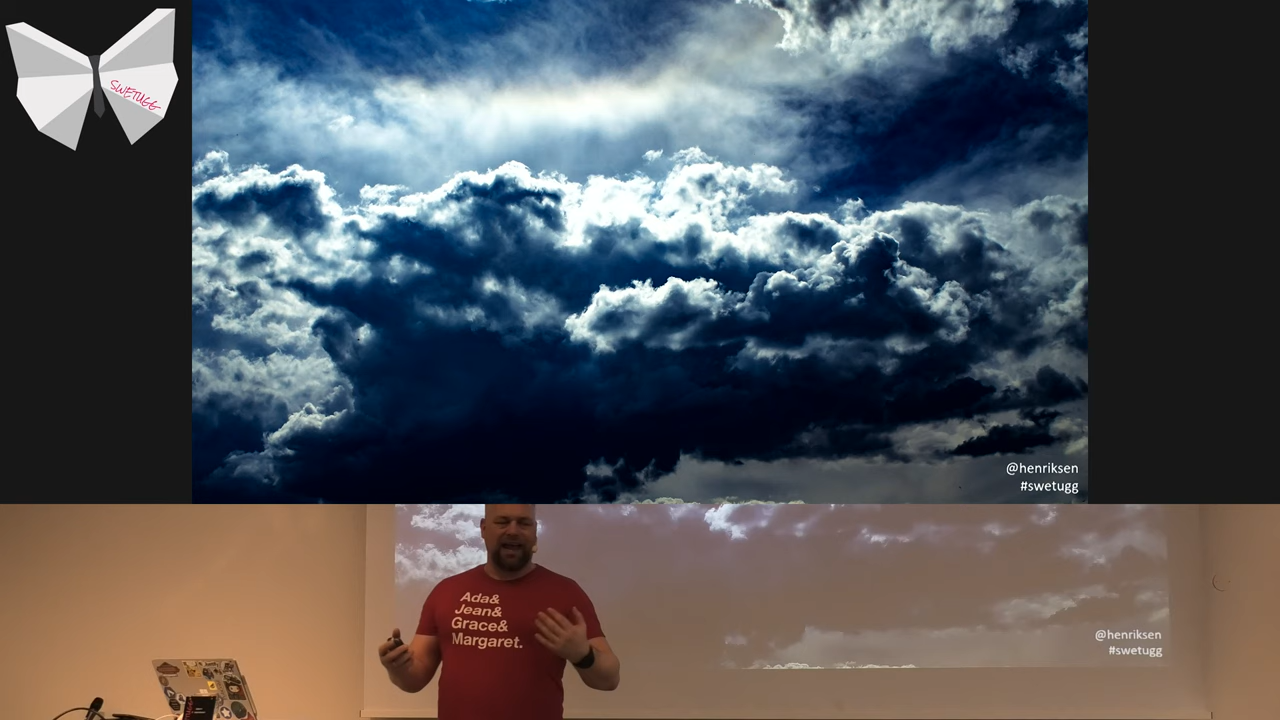 SWETUGG
@henriksen
#swetugg
Ada&
Jean&
Grace&
Margaret.
@henriksen
#swetugg